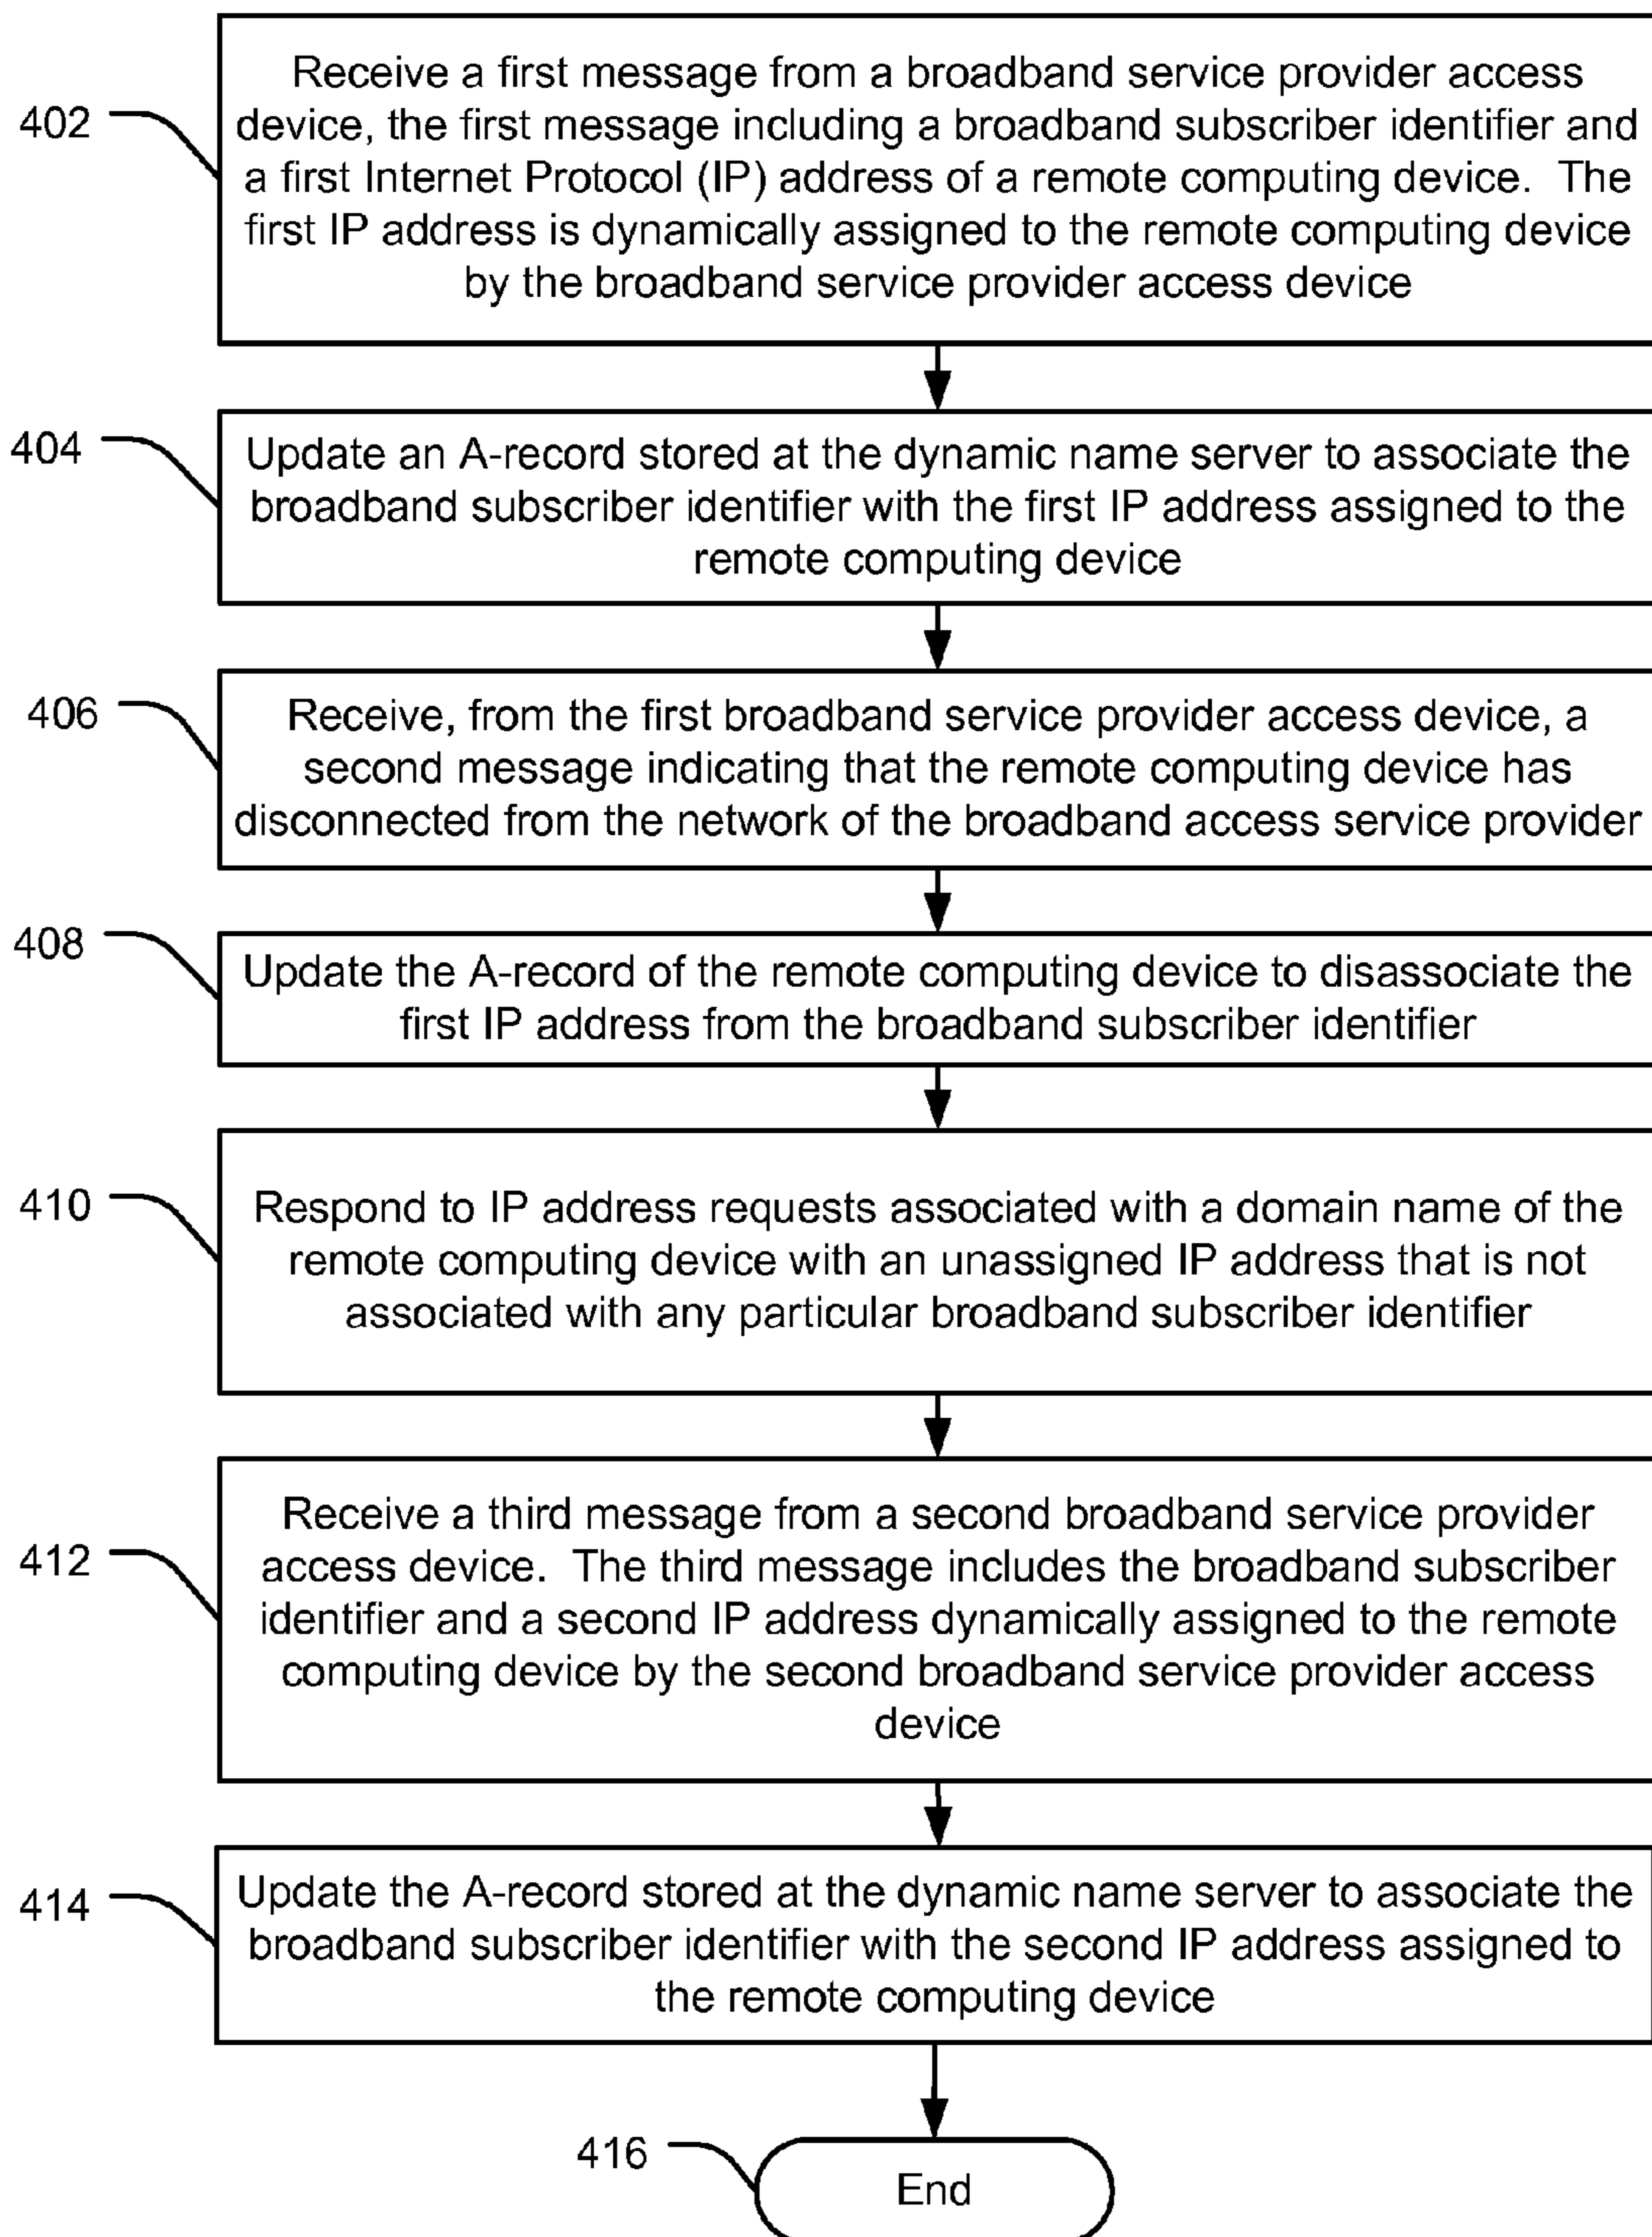 402
Receive a first message from a broadband service provider access
device, the first message including a broadband subscriber identifier and
a first Internet Protocol (IP) address of a remote computing device.  The
first IP address is dynamically assigned to the remote computing device
by the broadband service provider access device
404
Update an A-record stored at the dynamic name server to associate the
broadband subscriber identifier with the first IP address assigned to the
remote computing device
406
Receive, from the first broadband service provider access device, a
second message indicating that the remote computing device has
disconnected from the network of the broadband access service provider
408
Update the A-record of the remote computing device to disassociate the
first IP address from the broadband subscriber identifier
410
Respond to IP address requests associated with a domain name of the
remote computing device with an unassigned IP address that is not
associated with any particular broadband subscriber identifier
412
Receive a third message from a second broadband service provider
access device.  The third message includes the broadband subscriber
identifier and a second IP address dynamically assigned to the remote
computing device by the second broadband service provider access
device
414
Update the A-record stored at the dynamic name server to associate the
broadband subscriber identifier with the second IP address assigned to
the remote computing device
416
End